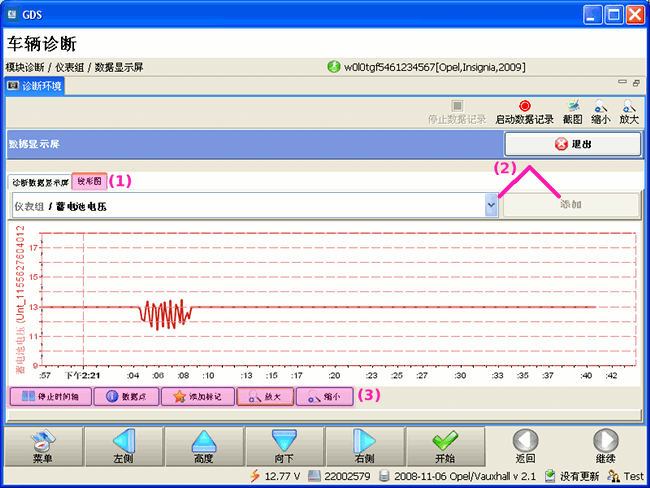 GDS
车辆诊断
模块诊断 / 仪表组 / 数据显示屏
w0l0tgf5461234567[Opel,Insignia,2009]
诊断环境
停止数据记录 启动数据记录 截图 缩小 放大
数据显示屏 退出
诊断数据显示屏 波形图 (1)
(2)
仪表组 / 蓄电池电压 添加
蓄电池电压 (Unt_1155627604012
17
15
13
11
9
:57 下午2:21 :04 :06 :08 :10 :12 :15 :17 :20 :23 :25 :27 :29 :31 :33 :35 :37 :40 :42
停止时间轴 数据点 添加标记 放大 缩小 (3)
菜单 左侧 高度 向下 右侧 开始 返回 继续
12.77 V 22002579 2008-11-06 Opel/Vauxhall v 2.1 没有更新 Test